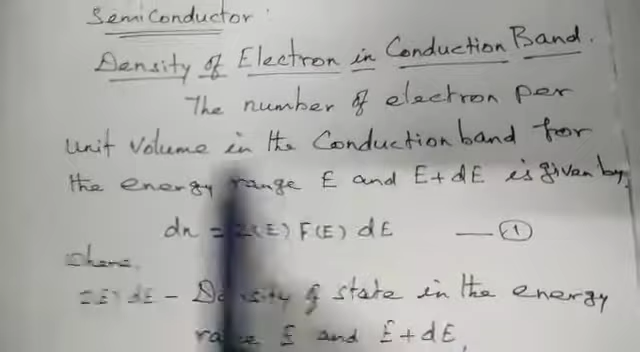 Semiconductor:
Density of Electron in Conduction Band.
The number of electron per
unit volume in the Conduction band for
the energy range E and E+dE is given by,
dn = Z(E) F(E) dE — ①
where,
Z(E) dE - Density of state in the energy
range E and E+dE,